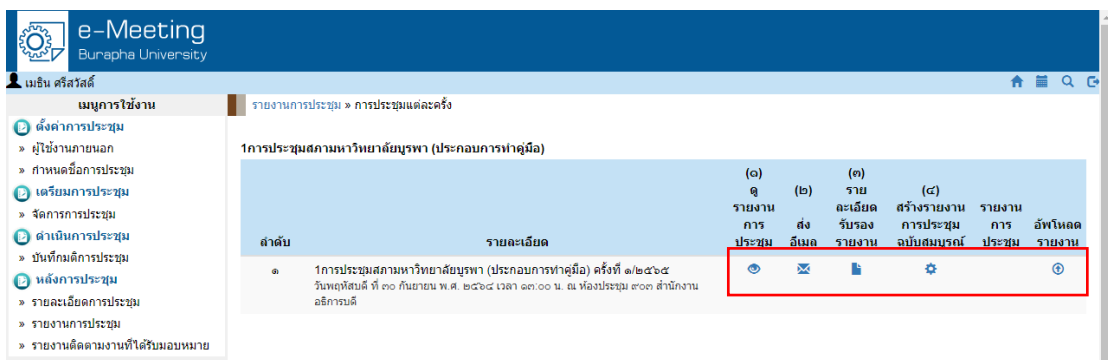 e-Meeting
Burapha University
เมธิน ศรีสวัสดิ์
เมนูการใช้งาน
รายงานการประชุม » การประชุมแต่ละครั้ง
ตั้งค่าการประชุม
» ผู้ใช้งานภายนอก
» กำหนดชื่อการประชุม
เตรียมการประชุม
» จัดการการประชุม
ดำเนินการประชุม
» บันทึกมติการประชุม
หลังการประชุม
» รายละเอียดการประชุม
» รายงานการประชุม
» รายงานติดตามงานที่ได้รับมอบหมาย
1การประชุมสภามหาวิทยาลัยบูรพา (ประกอบการทำคู่มือ)
ลำดับ
รายละเอียด
(๑)
ดู
รายงาน
การ
ประชุม
(๒)
ส่ง
อีเมล
(๓)
ราย
ละเอียด
รับรอง
รายงาน
(๔)
สร้างรายงาน
การประชุม
ฉบับสมบูรณ์
รายงาน
การ
ประชุม
อัพโหลด
รายงาน
๑
1การประชุมสภามหาวิทยาลัยบูรพา (ประกอบการทำคู่มือ) ครั้งที่ ๑/๒๕๖๕
วันพฤหัสบดี ที่ ๓๐ กันยายน พ.ศ. ๒๕๖๔ เวลา ๑๓:๐๐ น. ณ ห้องประชุม ๙๐๓ สำนักงาน
อธิการบดี